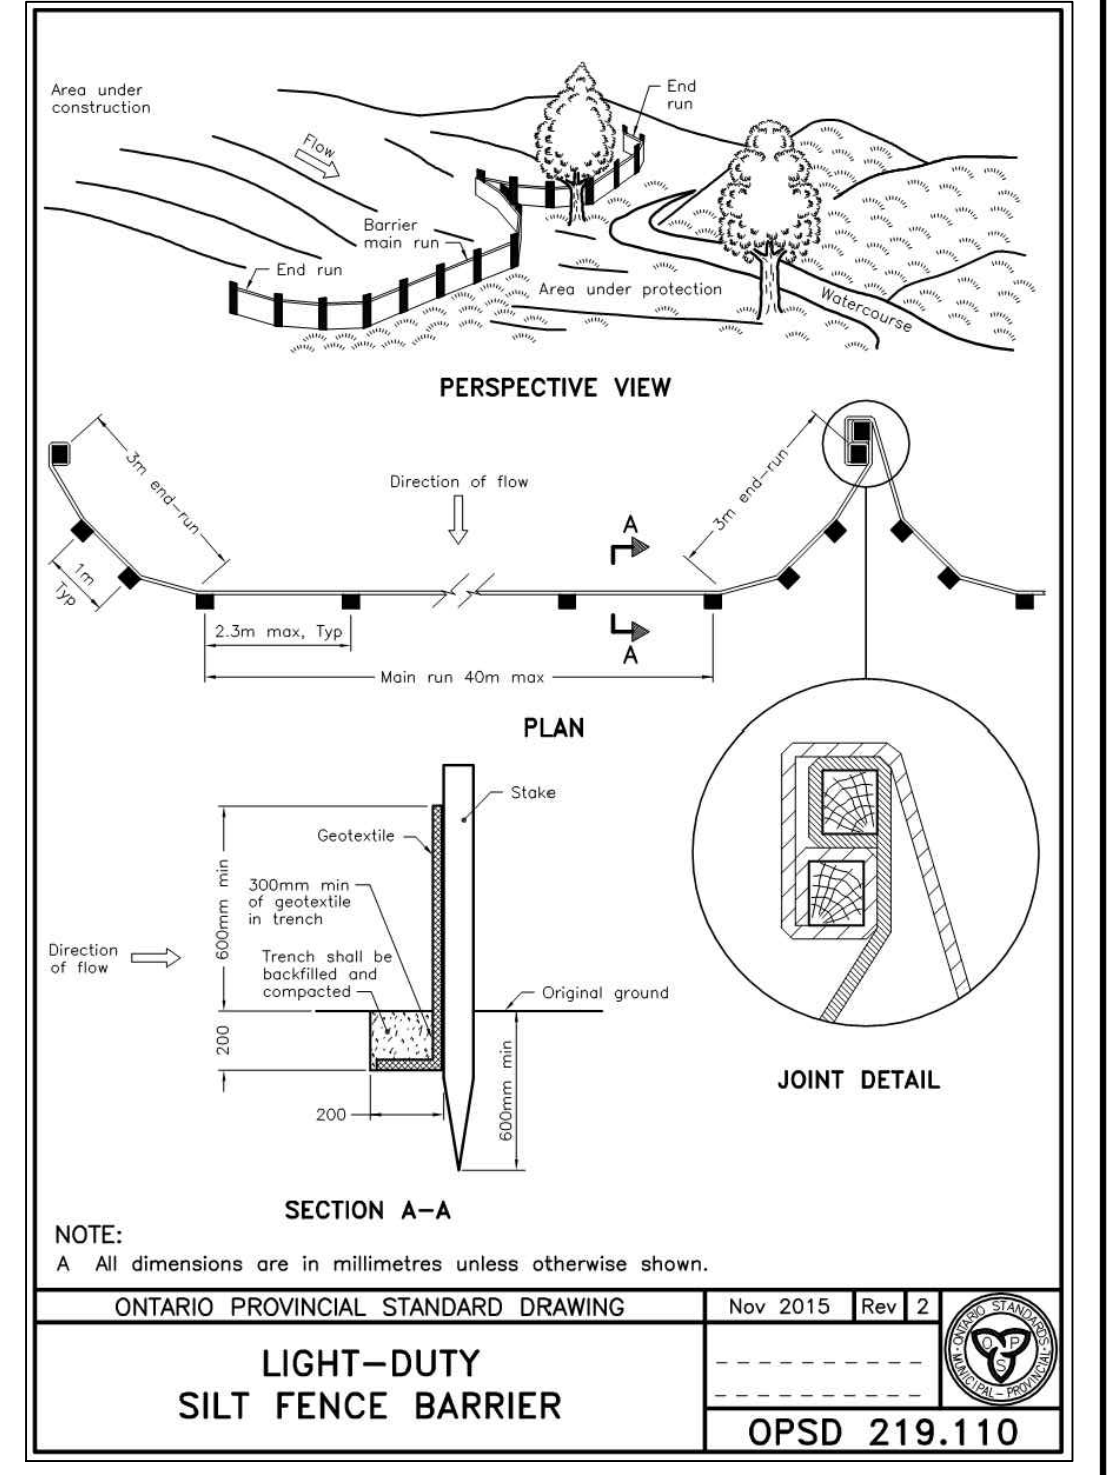 Area under
construction
Flow
End
run
Barrier
main run
End run
Area under protection
Watercourse
PERSPECTIVE VIEW
3m end-run
Direction of flow
3m end-run
A
1m
Typ
2.3m max, Typ
A
Main run 40m max
PLAN
Stake
Geotextile
600mm min
300mm min
of geotextile
in trench
Direction
of flow
Trench shall be
backfilled and
compacted
Original ground
200
600mm min
200
JOINT DETAIL
SECTION A-A
NOTE:
A All dimensions are in millimetres unless otherwise shown.
ONTARIO PROVINCIAL STANDARD DRAWING
Nov 2015
Rev
2
LIGHT-DUTY
SILT FENCE BARRIER
ONTARIO STANDARDS
MUNICIPAL-PROVINCIAL
OPS
OPSD 219.110